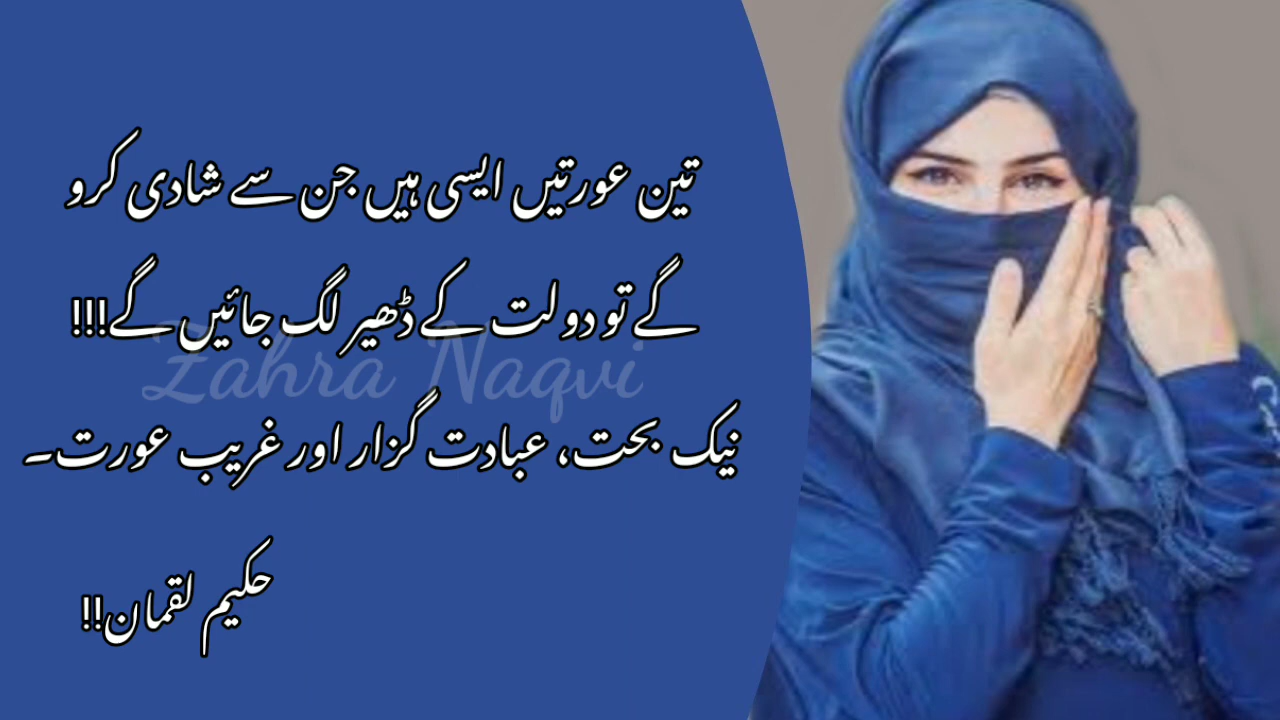 تین عورتیں ایسی ہیں جن سے شادی کرو
گے تو دولت کے ڈھیر لگ جائیں گے!!!
Zahra Naqvi
نیک بخت، عبادت گزار اور غریب عورت۔
حکیم لقمان!!